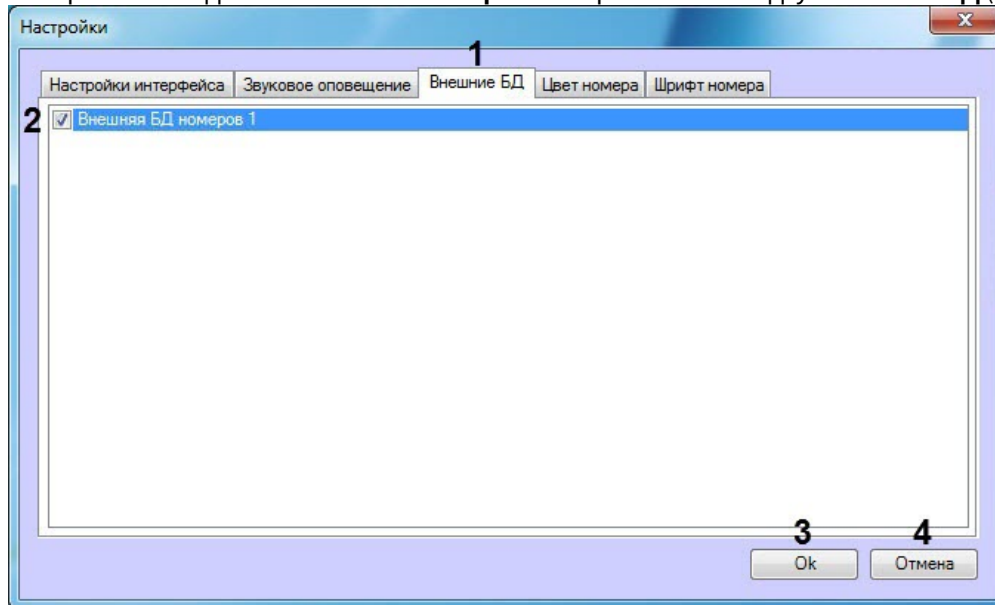 Настройки
1
Настройки интерфейса Звуковое оповещение Внешние БД Цвет номера Шрифт номера
2 Внешняя БД номеров 1
3 4
Ok Отмена